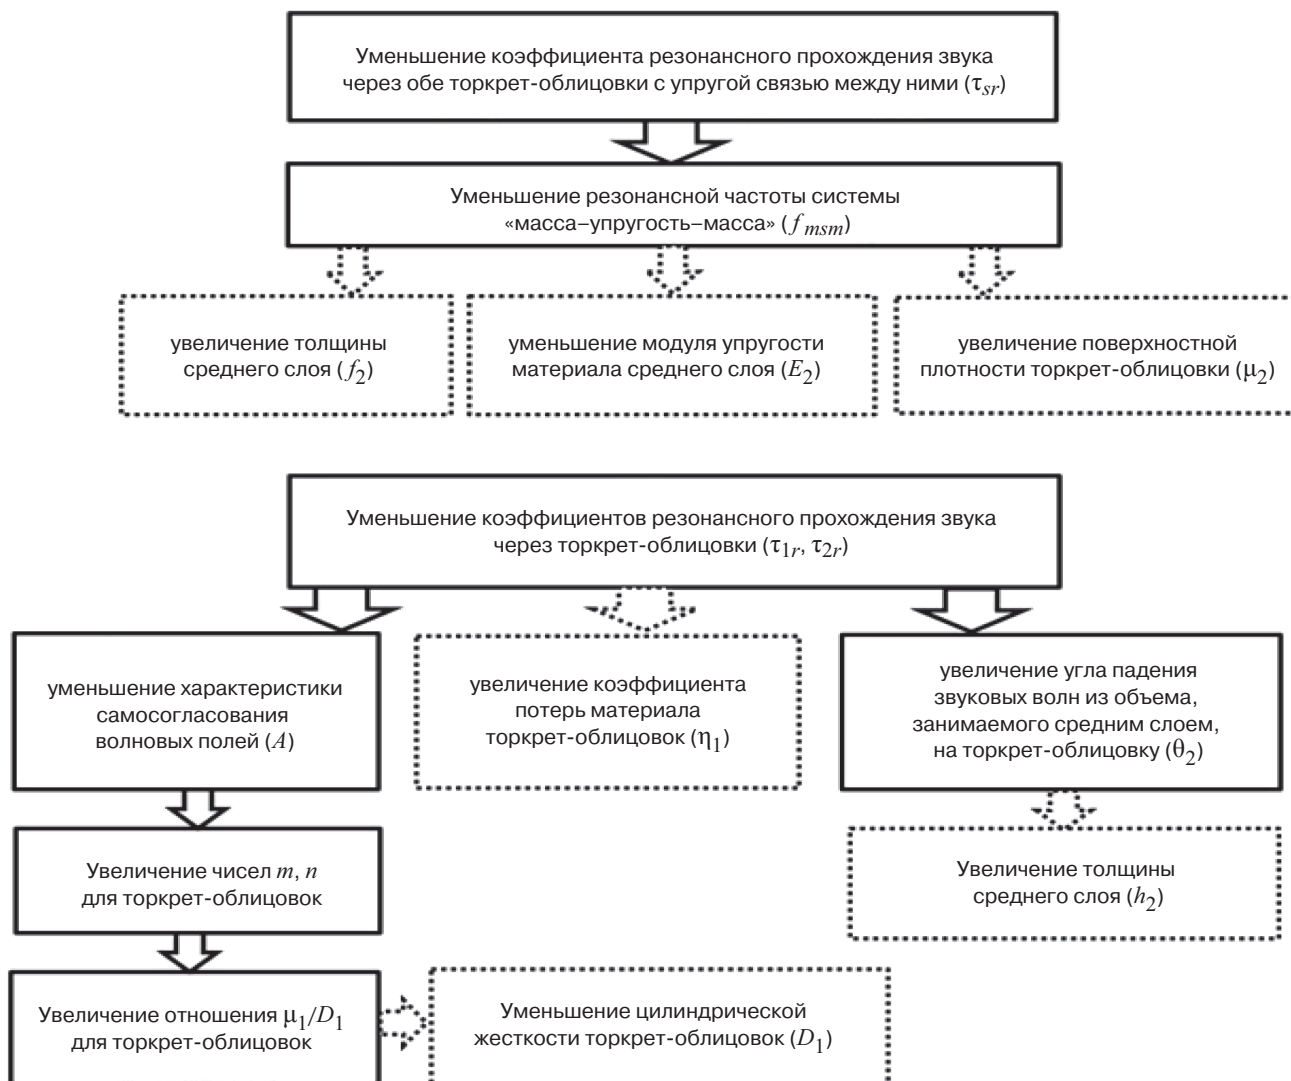 Уменьшение коэффициента резонансного прохождения звука
через обе торкрет-облицовки с упругой связью между ними (τsr)
Уменьшение резонансной частоты системы
«масса–упругость–масса» (fmsm)
увеличение толщины
среднего слоя (f2)
уменьшение модуля упругости
материала среднего слоя (E2)
увеличение поверхностной
плотности торкрет-облицовки (μ2)
Уменьшение коэффициентов резонансного прохождения звука
через торкрет-облицовки (τ1r, τ2r)
уменьшение характеристики
самосогласования
волновых полей (A)
увеличение коэффициента
потерь материала
торкрет-облицовок (η1)
увеличение угла падения
звуковых волн из объема,
занимаемого средним слоем,
на торкрет-облицовку (θ2)
Увеличение чисел m, n
для торкрет-облицовок
Увеличение толщины
среднего слоя (h2)
Увеличение отношения μ1/D1
для торкрет-облицовок
Уменьшение цилиндрической
жесткости торкрет-облицовок (D1)